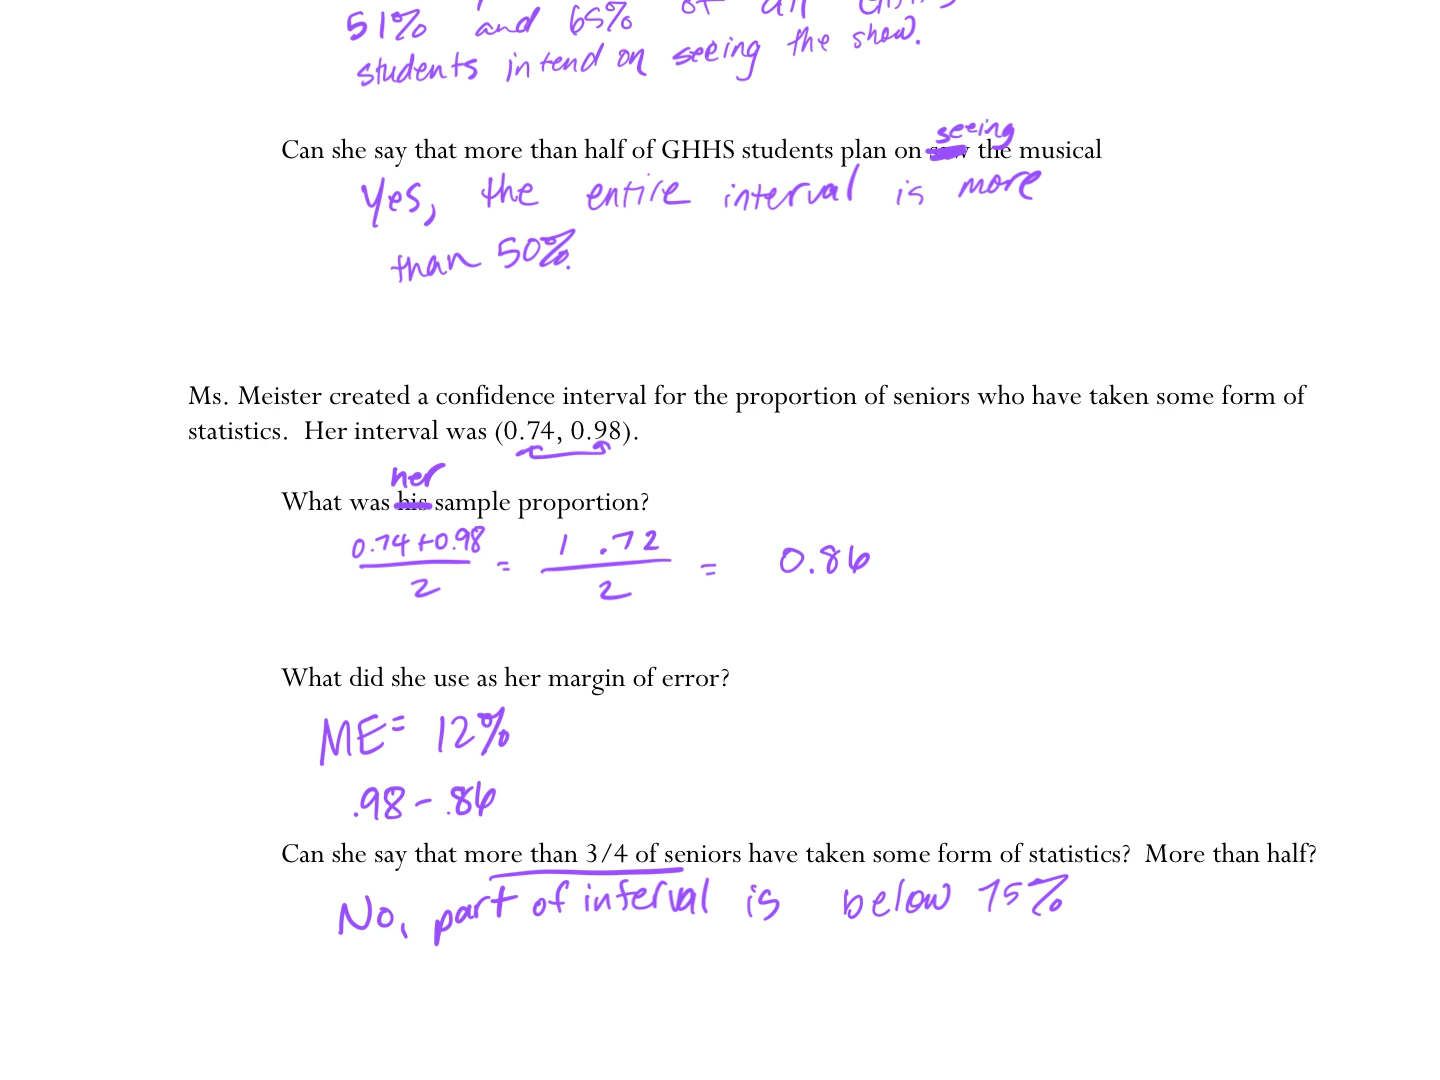 51% and 65% of all
students intend on seeing the show.
seeing
Can she say that more than half of GHHS students plan on saw the musical
Yes, the entire interval is more
than 50%.
Ms. Meister created a confidence interval for the proportion of seniors who have taken some form of
statistics. Her interval was (0.74, 0.98).
her
What was his sample proportion?
0.74+0.98 / 2 = 1.72 / 2 = 0.86
What did she use as her margin of error?
ME= 12%
.98 - .86
Can she say that more than 3/4 of seniors have taken some form of statistics? More than half?
No, part of interval is below 75%